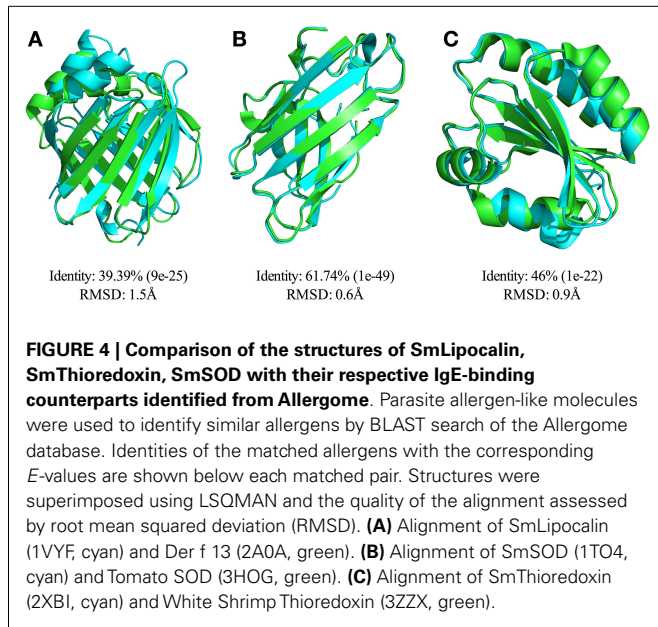 A
B
C
Identity: 39.39% (9e-25)
RMSD: 1.5Å
Identity: 61.74% (1e-49)
RMSD: 0.6Å
Identity: 46% (1e-22)
RMSD: 0.9Å
FIGURE 4 | Comparison of the structures of SmLipocalin,
SmThioredoxin, SmSOD with their respective IgE-binding
counterparts identified from Allergome. Parasite allergen-like molecules
were used to identify similar allergens by BLAST search of the Allergome
database. Identities of the matched allergens with the corresponding
E-values are shown below each matched pair. Structures were
superimposed using LSQMAN and the quality of the alignment assessed
by root mean squared deviation (RMSD). (A) Alignment of SmLipocalin
(1VYF, cyan) and Der f 13 (2A0A, green). (B) Alignment of SmSOD (1TO4,
cyan) and Tomato SOD (3HOG, green). (C) Alignment of SmThioredoxin
(2XBI, cyan) and White Shrimp Thioredoxin (3ZZX, green).